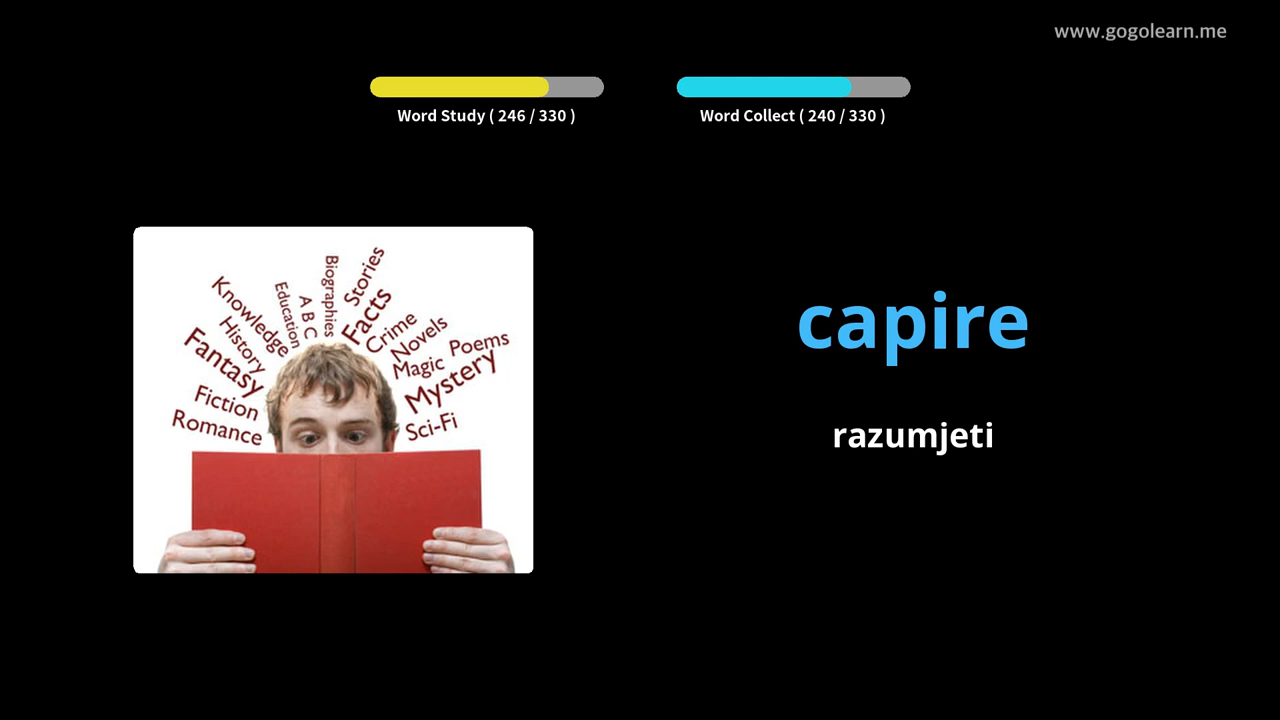 www.gogolearn.me
Word Study ( 246 / 330 )
Word Collect ( 240 / 330 )
Knowledge
Education
A B C
Biographies
Stories
Facts
History
Crime
Novels
Fantasy
Magic
Poems
Mystery
Fiction
Romance
Sci-Fi
capire
razumjeti